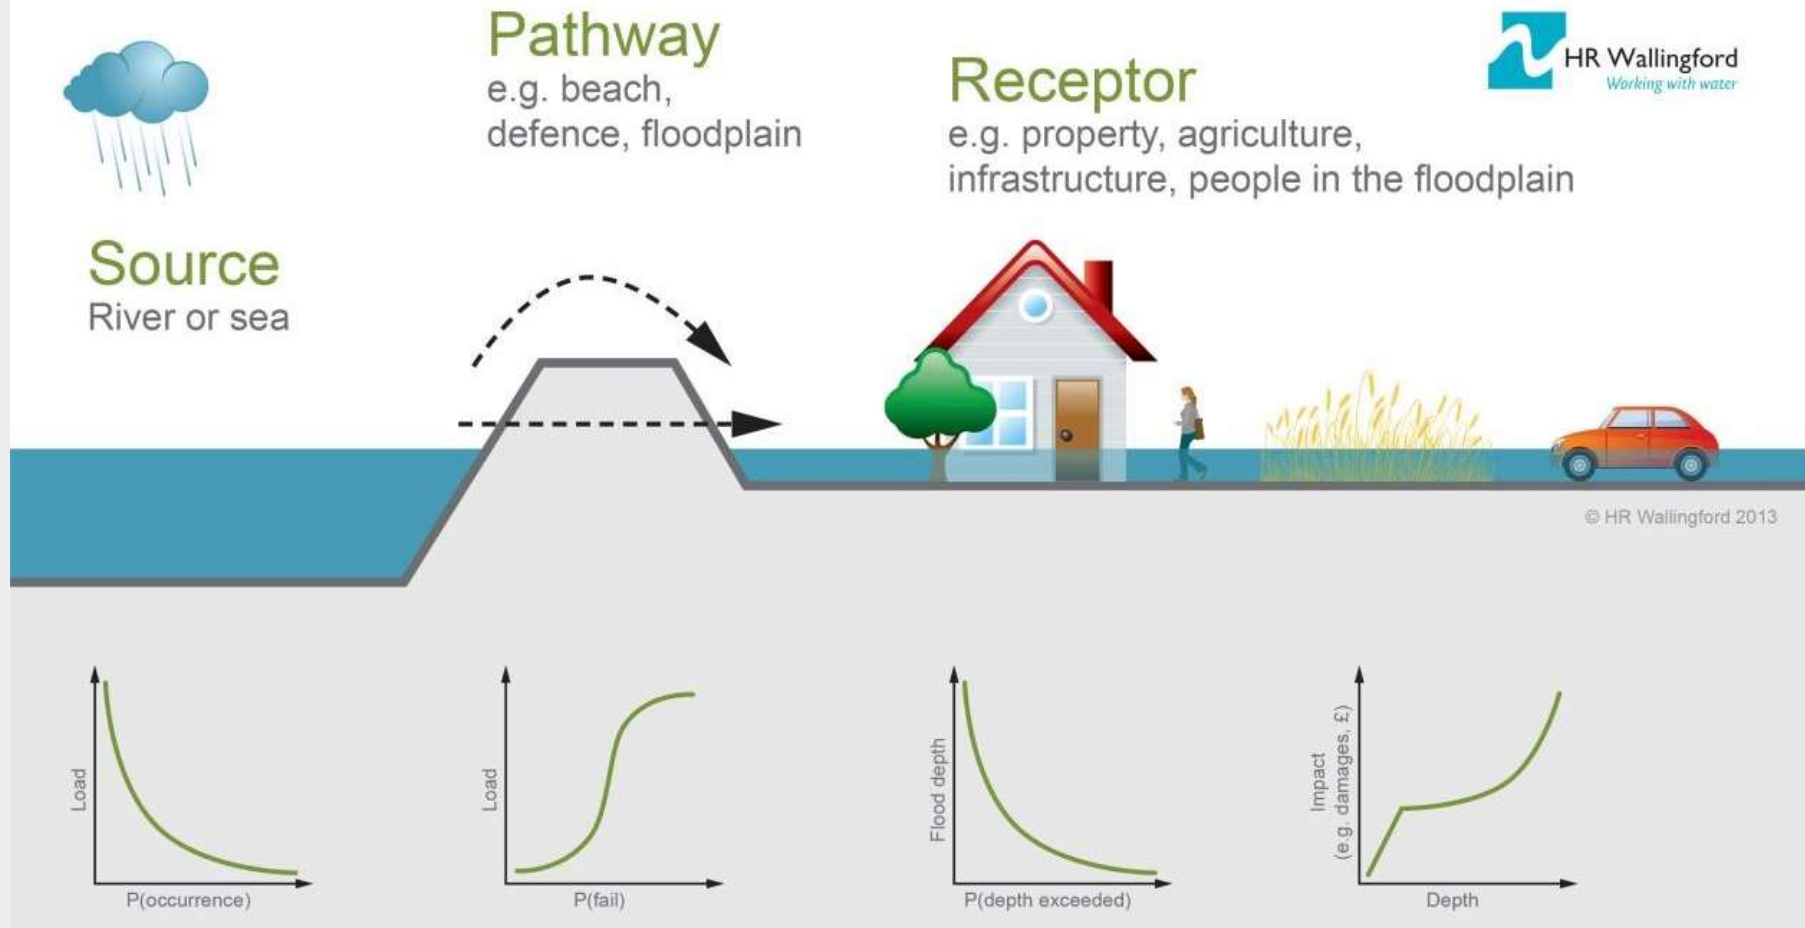 Pathway
e.g. beach,
defence, floodplain
Receptor
e.g. property, agriculture,
infrastructure, people in the floodplain
HR Wallingford
Working with water
Source
River or sea
© HR Wallingford 2013
Load
P(occurrence)
Load
P(fail)
Flood depth
P(depth exceeded)
Impact
(e.g. damages, £)
Depth